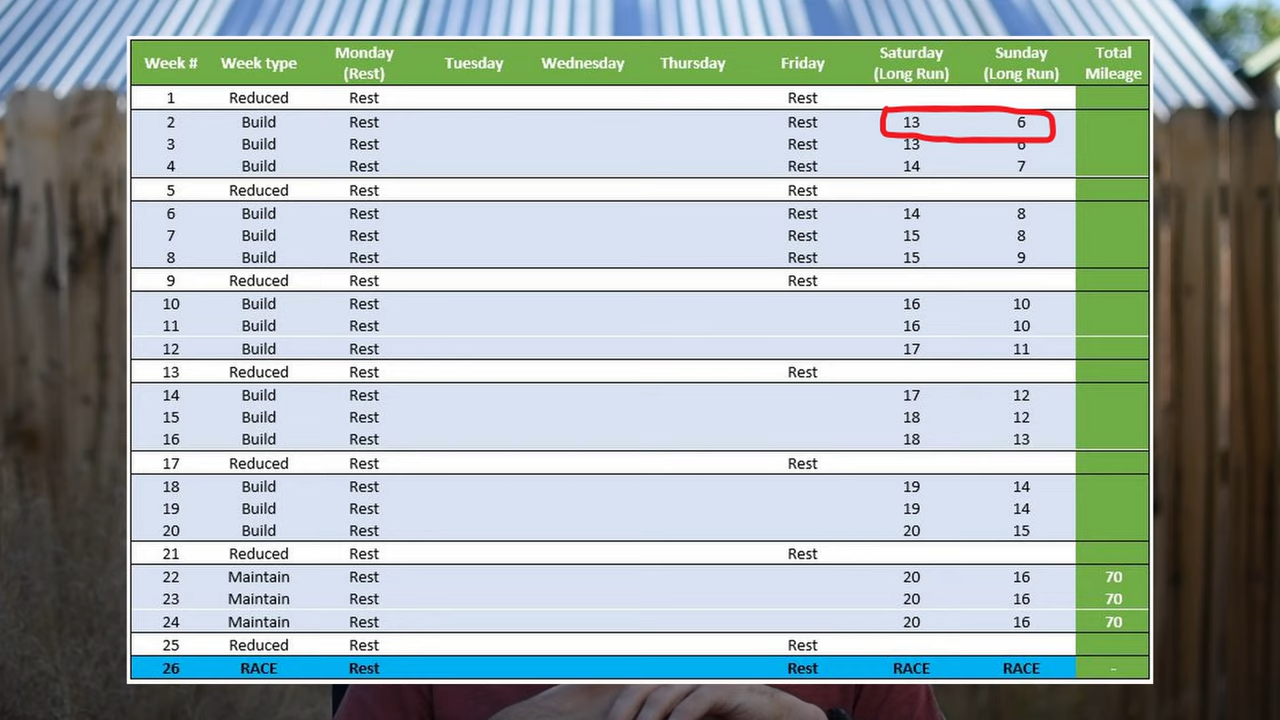 Week # Week type Monday (Rest) Tuesday Wednesday Thursday Friday Saturday (Long Run) Sunday (Long Run) Total Mileage
1 Reduced Rest Rest
2 Build Rest Rest 13 6
3 Build Rest Rest 13 6
4 Build Rest Rest 14 7
5 Reduced Rest Rest
6 Build Rest Rest 14 8
7 Build Rest Rest 15 8
8 Build Rest Rest 15 9
9 Reduced Rest Rest
10 Build Rest 16 10
11 Build Rest 16 10
12 Build Rest 17 11
13 Reduced Rest Rest
14 Build Rest 17 12
15 Build Rest 18 12
16 Build Rest 18 13
17 Reduced Rest Rest
18 Build Rest 19 14
19 Build Rest 19 14
20 Build Rest 20 15
21 Reduced Rest Rest
22 Maintain Rest 20 16 70
23 Maintain Rest 20 16 70
24 Maintain Rest 20 16 70
25 Reduced Rest Rest
26 RACE Rest Rest RACE RACE -